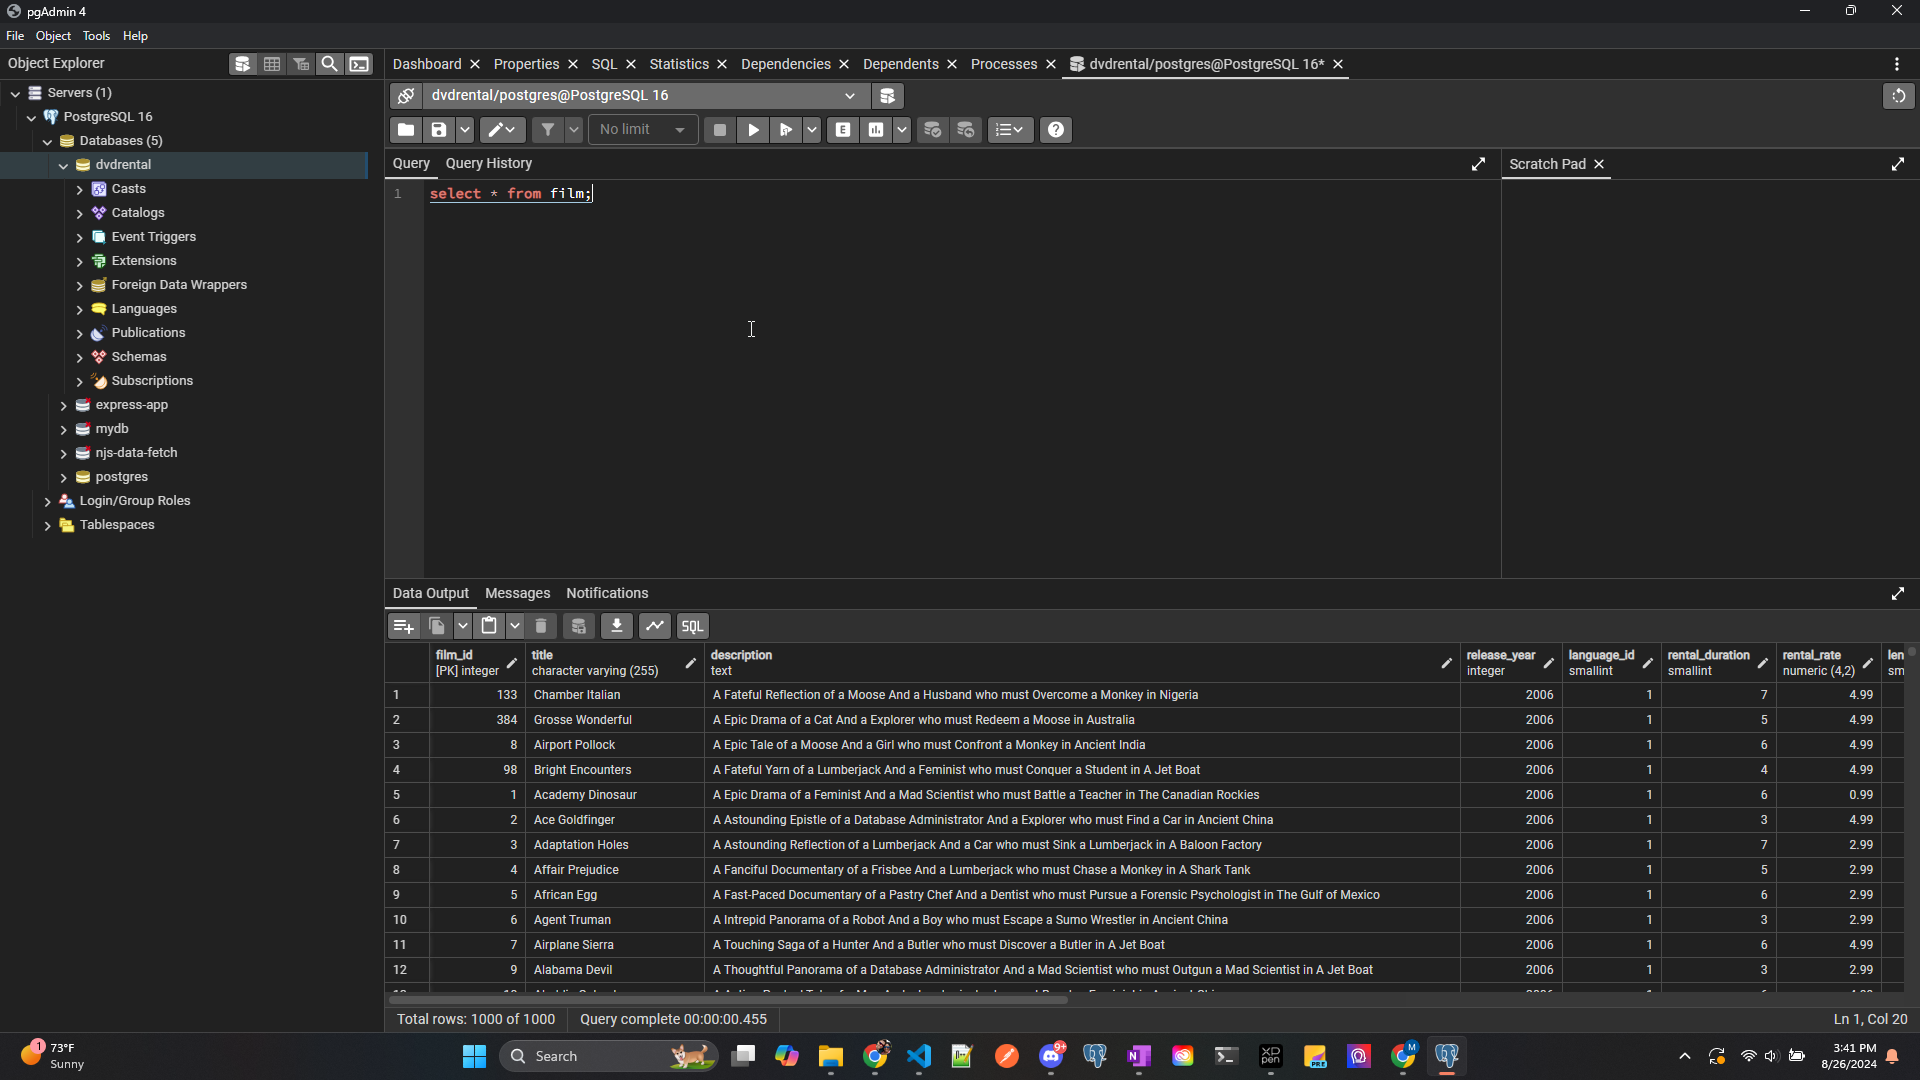 pgAdmin 4
File Object Tools Help
Object Explorer
Dashboard Properties SQL Statistics Dependencies Dependents Processes dvdrental/postgres@PostgreSQL 16*
Servers (1)
PostgreSQL 16
Databases (5)
dvdrental
Casts
Catalogs
Event Triggers
Extensions
Foreign Data Wrappers
Languages
Publications
Schemas
Subscriptions
express-app
mydb
njs-data-fetch
postgres
Login/Group Roles
Tablespaces
dvdrental/postgres@PostgreSQL 16
No limit E
Query Query History
Scratch Pad
1 select * from film;
Data Output Messages Notifications
SQL
film_id title description release_year language_id rental_duration rental_rate len
[PK] integer character varying (255) text integer smallint smallint numeric (4,2) sm
1 133 Chamber Italian A Fateful Reflection of a Moose And a Husband who must Overcome a Monkey in Nigeria 2006 1 7 4.99
2 384 Grosse Wonderful A Epic Drama of a Cat And a Explorer who must Redeem a Moose in Australia 2006 1 5 4.99
3 8 Airport Pollock A Epic Tale of a Moose And a Girl who must Confront a Monkey in Ancient India 2006 1 6 4.99
4 98 Bright Encounters A Fateful Yarn of a Lumberjack And a Feminist who must Conquer a Student in A Jet Boat 2006 1 4 4.99
5 1 Academy Dinosaur A Epic Drama of a Feminist And a Mad Scientist who must Battle a Teacher in The Canadian Rockies 2006 1 6 0.99
6 2 Ace Goldfinger A Astounding Epistle of a Database Administrator And a Explorer who must Find a Car in Ancient China 2006 1 3 4.99
7 3 Adaptation Holes A Astounding Reflection of a Lumberjack And a Car who must Sink a Lumberjack in A Baloon Factory 2006 1 7 2.99
8 4 Affair Prejudice A Fanciful Documentary of a Frisbee And a Lumberjack who must Chase a Monkey in A Shark Tank 2006 1 5 2.99
9 5 African Egg A Fast-Paced Documentary of a Pastry Chef And a Dentist who must Pursue a Forensic Psychologist in The Gulf of Mexico 2006 1 6 2.99
10 6 Agent Truman A Intrepid Panorama of a Robot And a Boy who must Escape a Sumo Wrestler in Ancient China 2006 1 3 2.99
11 7 Airplane Sierra A Touching Saga of a Hunter And a Butler who must Discover a Butler in A Jet Boat 2006 1 6 4.99
12 9 Alabama Devil A Thoughtful Panorama of a Database Administrator And a Mad Scientist who must Outgun a Mad Scientist in A Jet Boat 2006 1 3 2.99
Total rows: 1000 of 1000 Query complete 00:00:00.455 Ln 1, Col 20
1 73°F
Sunny
Search
9+
XP
PEN
PRE
M
3:41 PM
8/26/2024